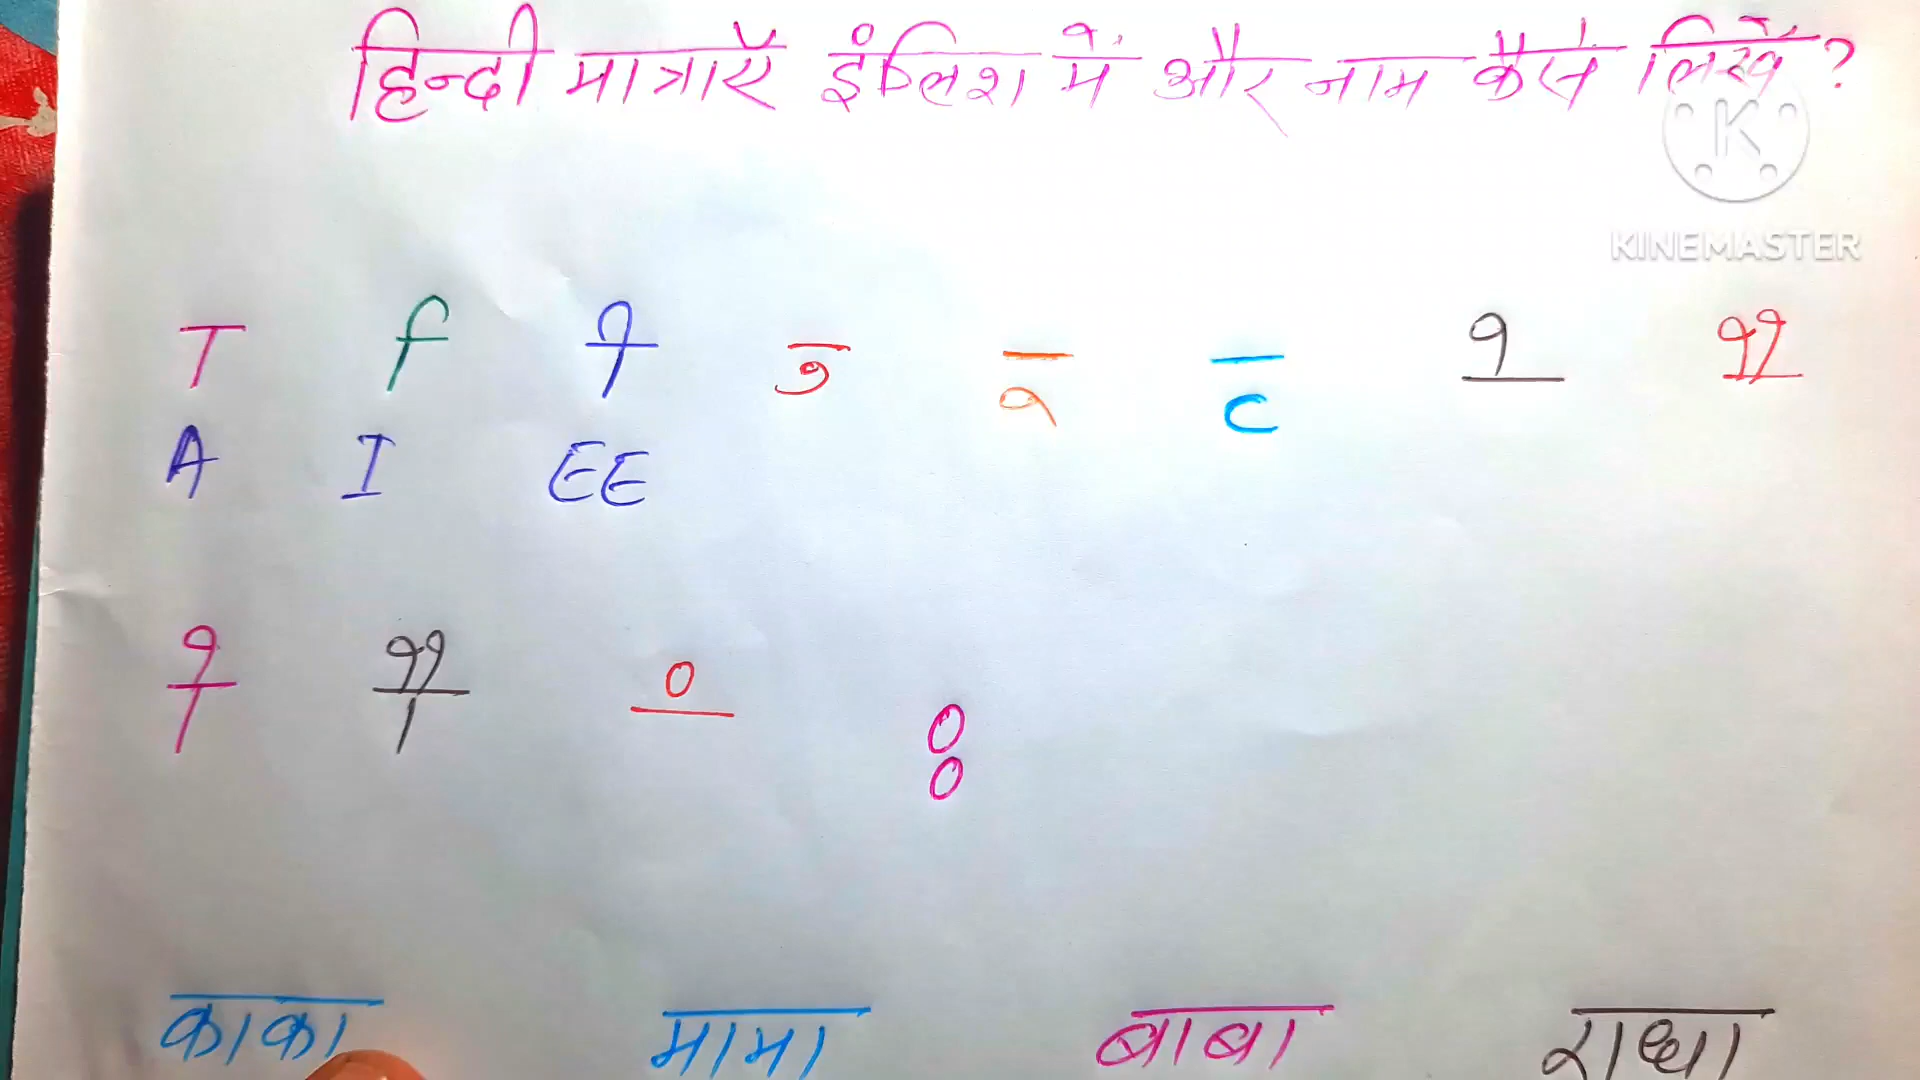 हिन्दी मात्राएँ इंग्लिश में और नाम कैसे लिखें ?
K
KINEMASTER
ा ि ी ु ू ृ े ै
A I EE
ो ौ ं ः
काका मामा बाबा राधा